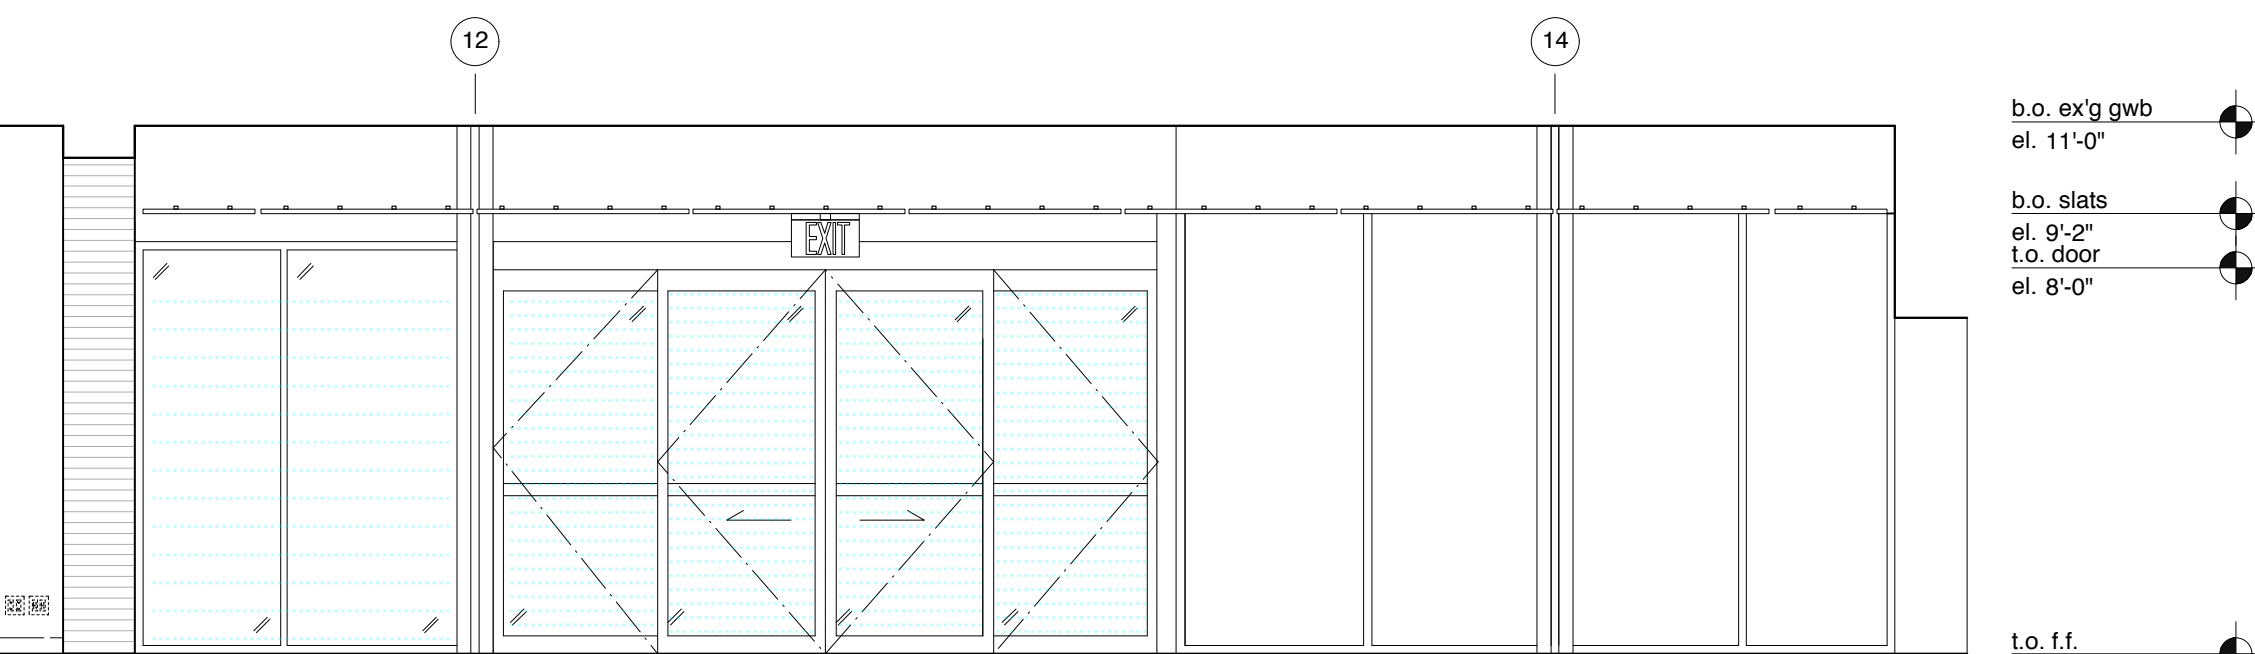 12
14
b.o. ex'g gwb
el. 11'-0"
b.o. slats
el. 9'-2"
t.o. door
el. 8'-0"
EXIT
t.o. f.f.